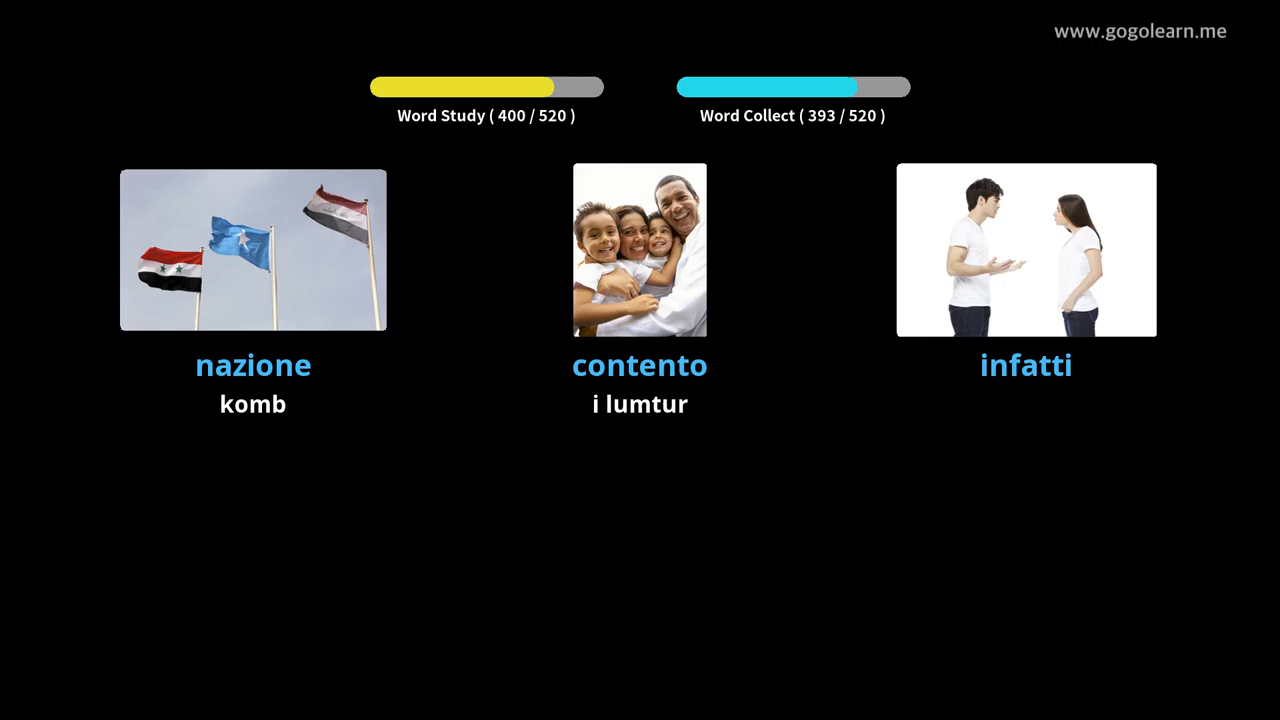 www.gogolearn.me
Word Study ( 400 / 520 )
Word Collect ( 393 / 520 )
nazione
komb
contento
i lumtur
infatti